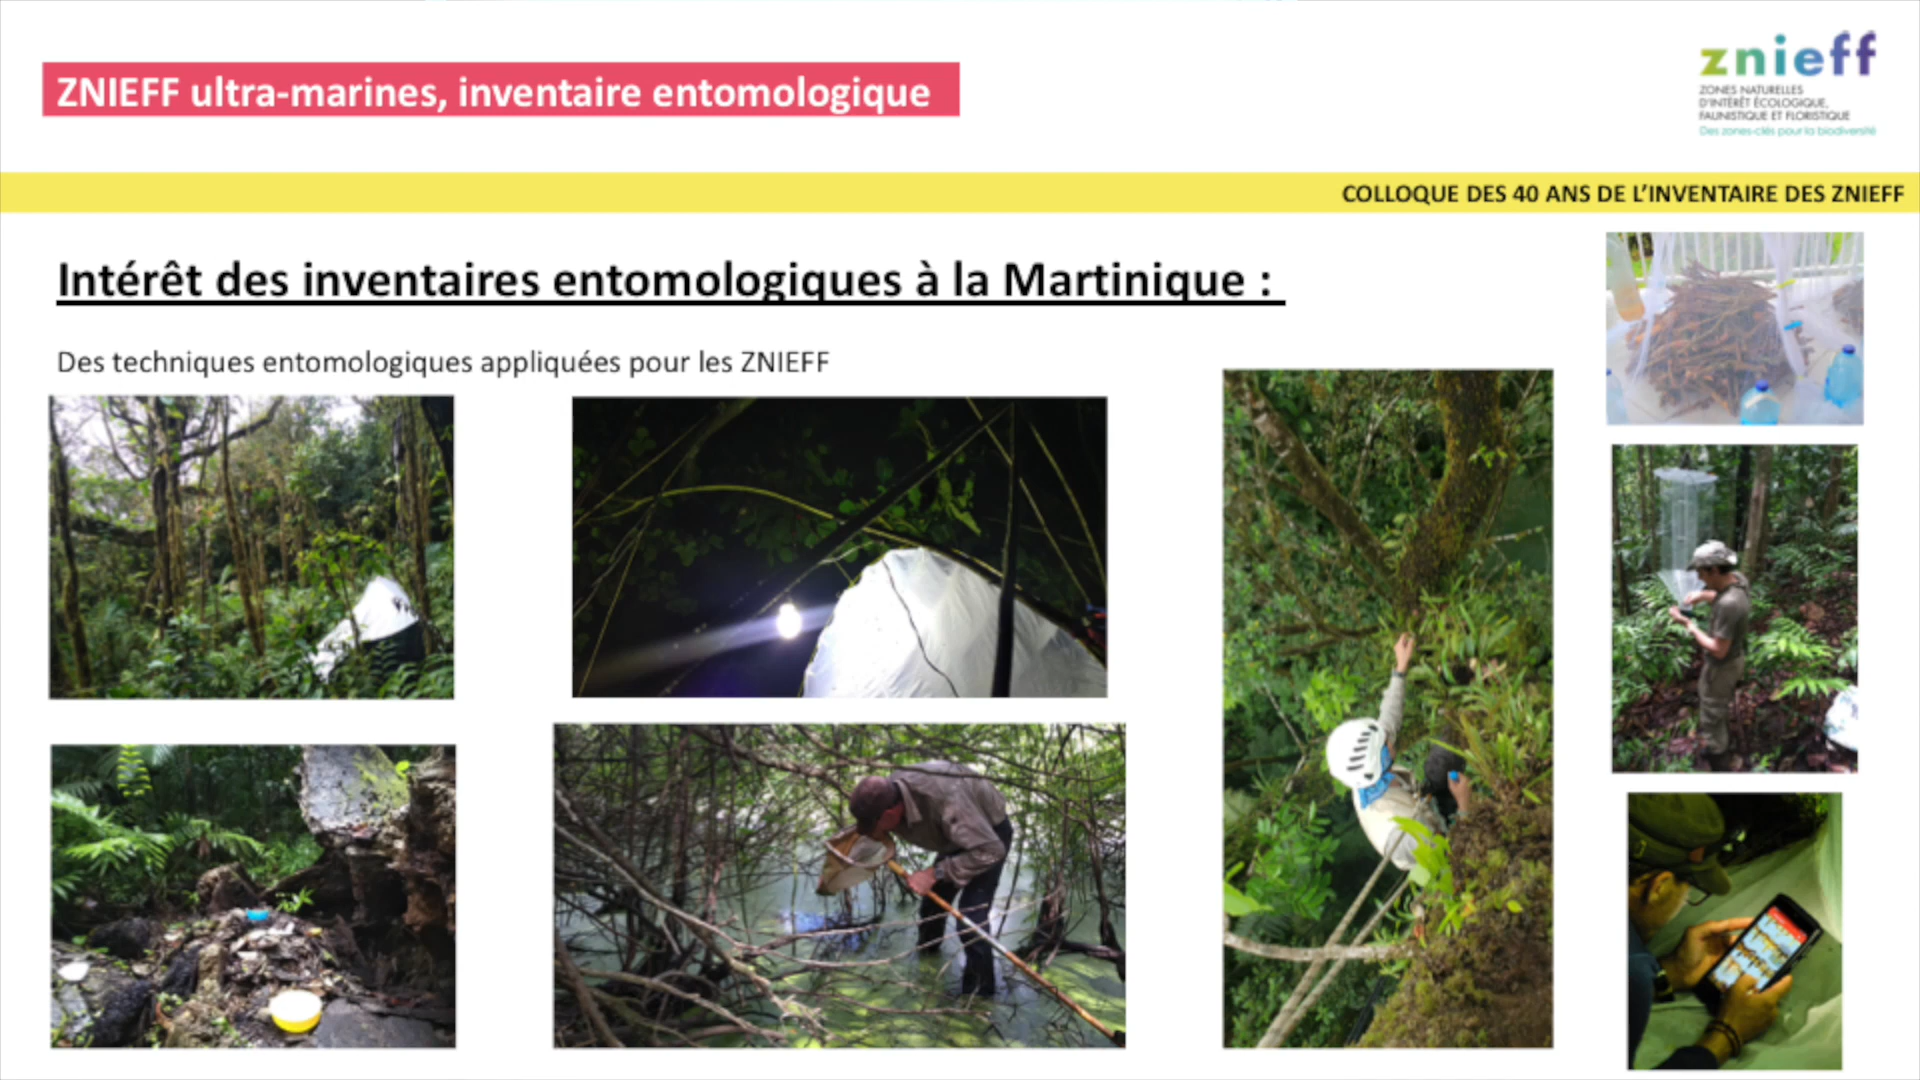 ZNIEFF ultra-marines, inventaire entomologique
znieff
ZONES NATURELLES
D'INTÉRÊT ÉCOLOGIQUE,
FAUNISTIQUE ET FLORISTIQUE
Des zones-clés pour la biodiversité
COLLOQUE DES 40 ANS DE L'INVENTAIRE DES ZNIEFF
Intérêt des inventaires entomologiques à la Martinique :
Des techniques entomologiques appliquées pour les ZNIEFF